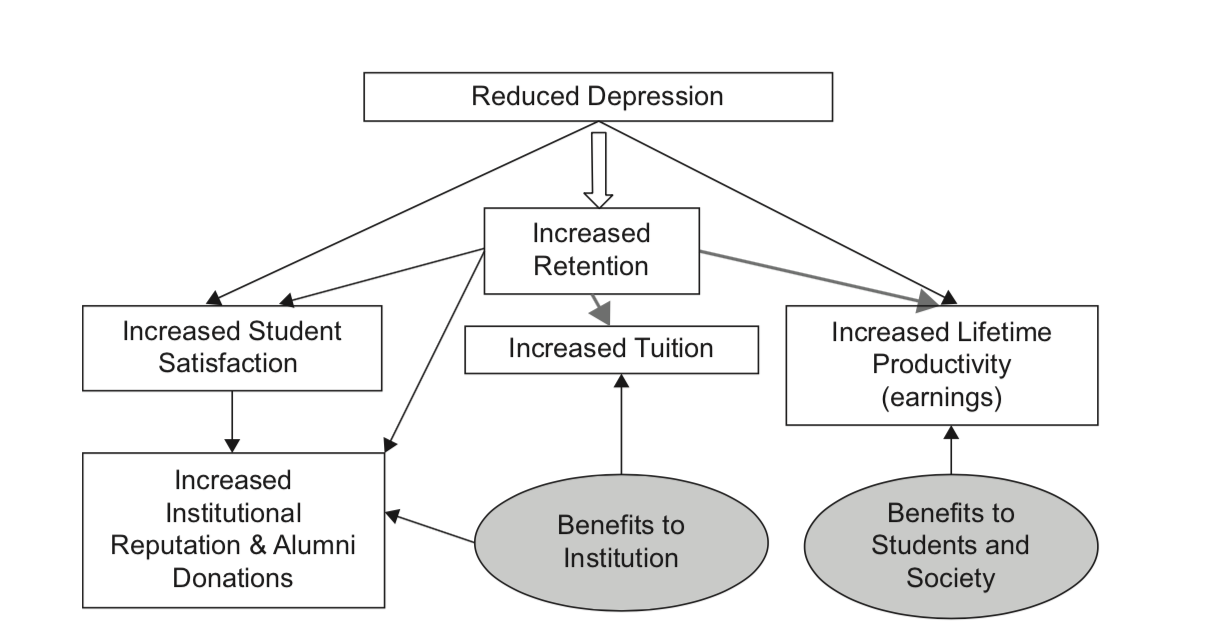 Reduced Depression
Increased
Retention
Increased Student
Satisfaction
Increased Tuition
Increased Lifetime
Productivity
(earnings)
Increased
Institutional
Reputation & Alumni
Donations
Benefits to
Institution
Benefits to
Students and
Society